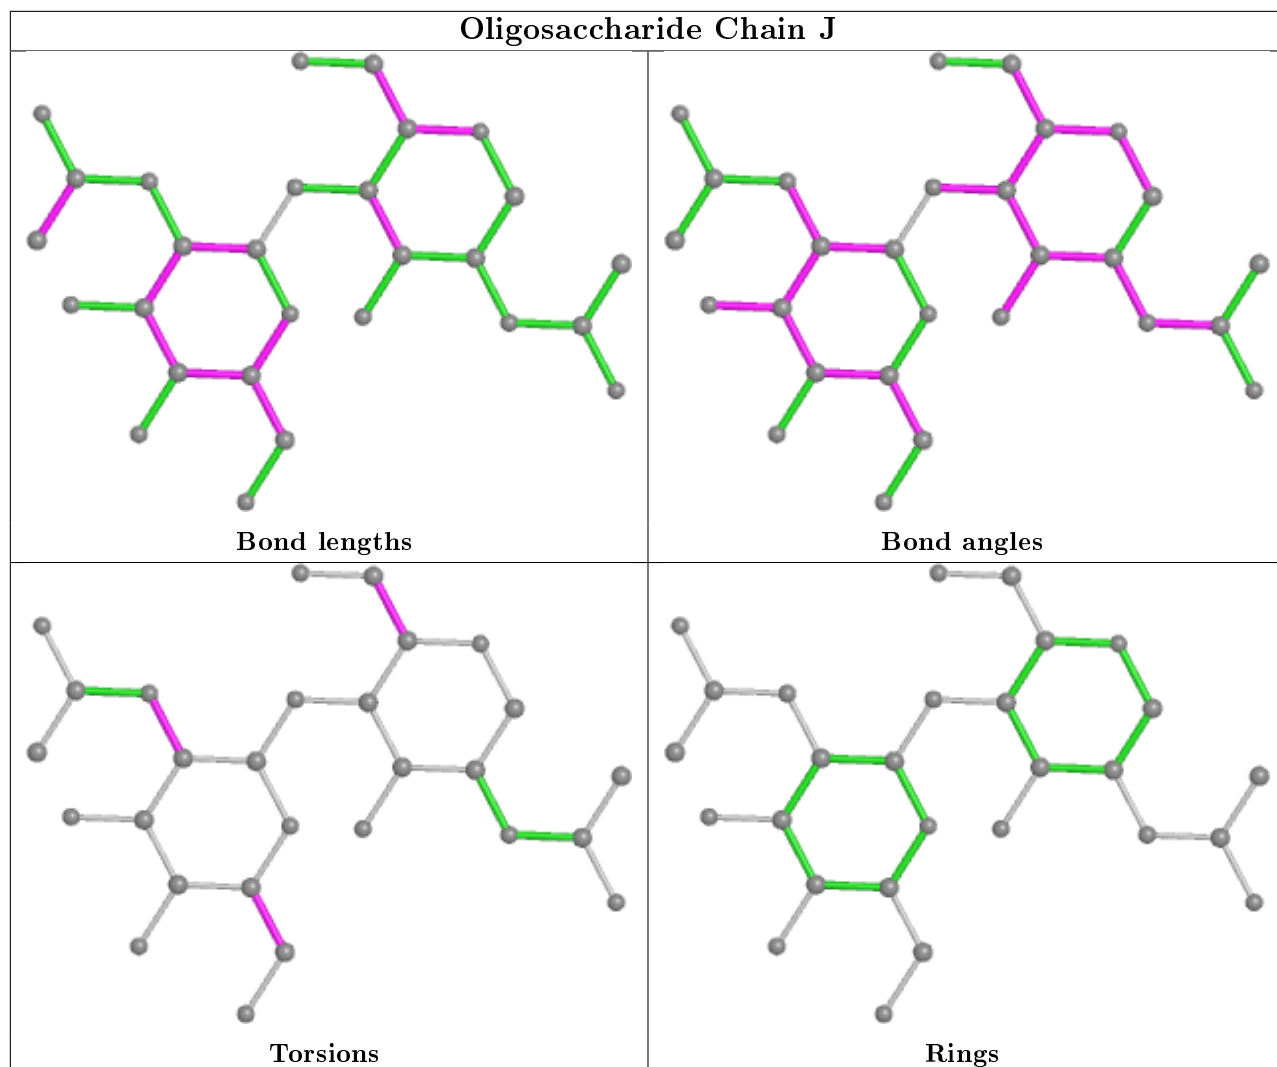 Oligosaccharide Chain J
Bond lengths
Bond angles
Torsions
Rings